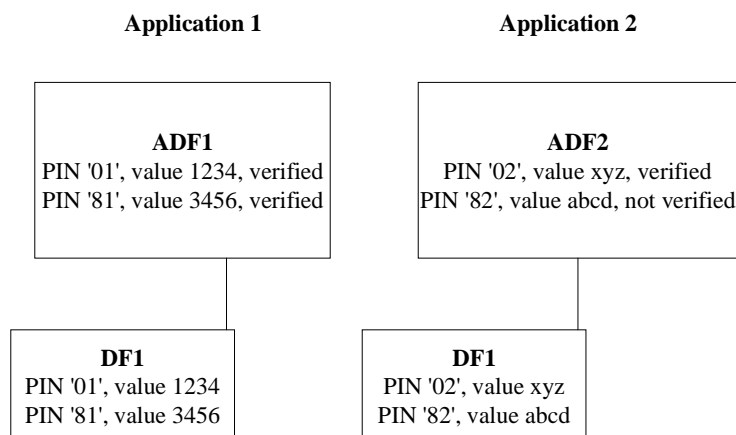 Application 1
Application 2
ADF1
PIN '01', value 1234, verified
PIN '81', value 3456, verified
ADF2
PIN '02', value xyz, verified
PIN '82', value abcd, not verified
DF1
PIN '01', value 1234
PIN '81', value 3456
DF1
PIN '02', value xyz
PIN '82', value abcd